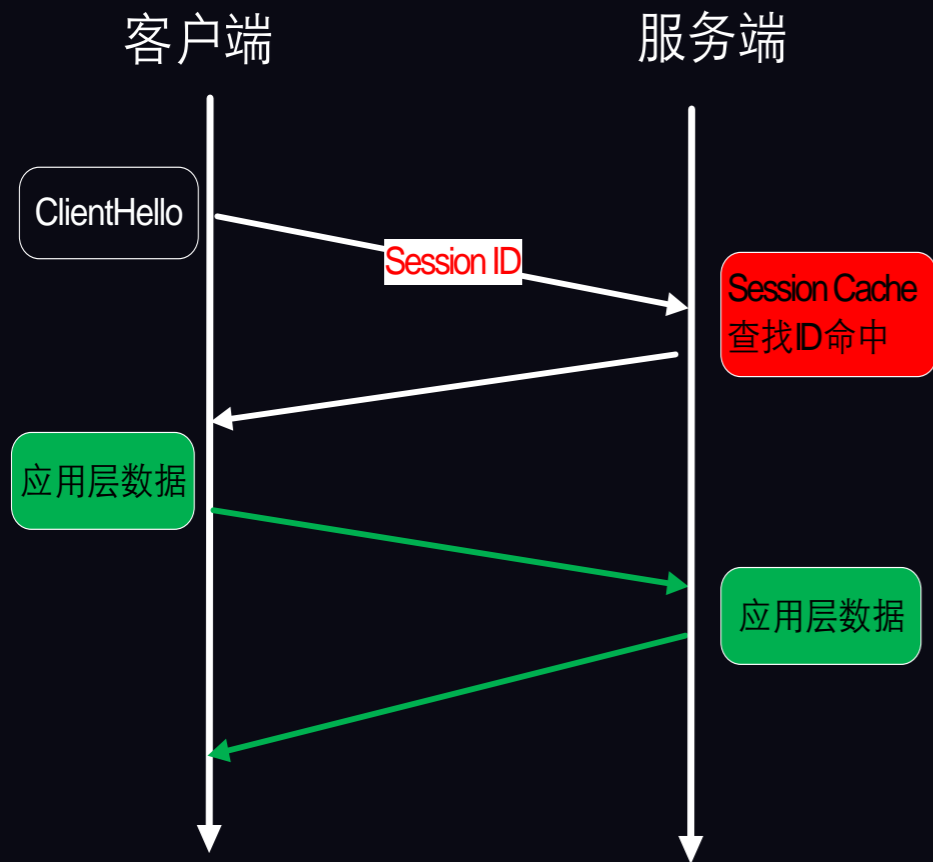 客户端
服务端
ClientHello
Session ID
Session Cache
查找ID命中
应用层数据
应用层数据